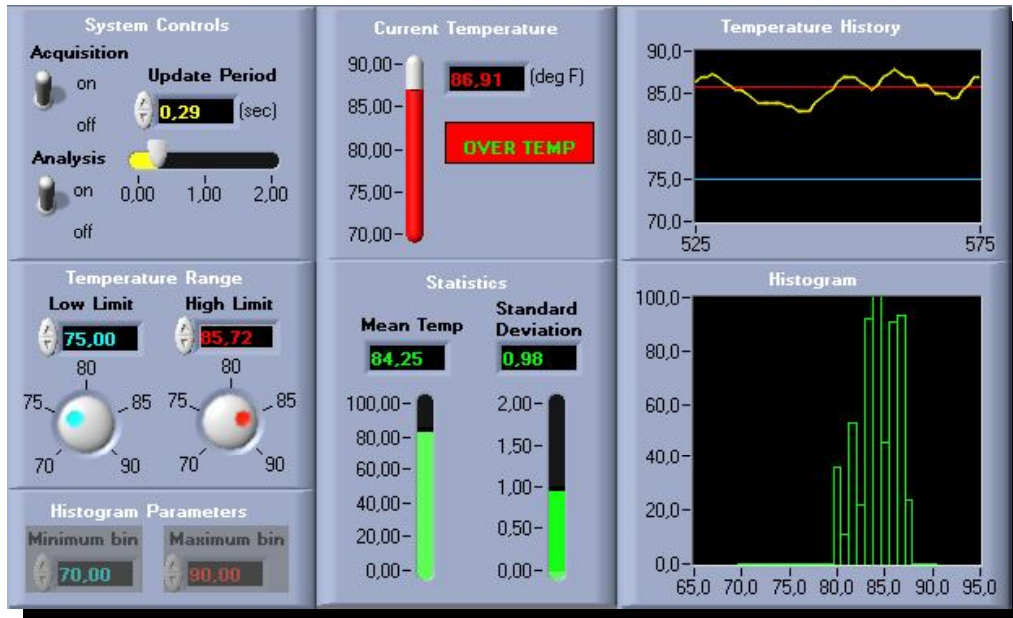 System Controls
Acquisition
on
off
Update Period
0,29 (sec)
0,00 1,00 2,00
Analysis
on
off
Current Temperature
90,00
85,00
80,00
75,00
70,00
86,91 (deg F)
OVER TEMP
Temperature History
90,0
85,0
80,0
75,0
70,0
525 575
Temperature Range
Low Limit High Limit
75,00 85,72
80 80
75 85 75 85
70 90 70 90
Histogram Parameters
Minimum bin Maximum bin
70,00 90,00
Statistics
Mean Temp
84,25
100,00
80,00
60,00
40,00
20,00
0,00
Standard
Deviation
0,98
2,00
1,50
1,00
0,50
0,00
Histogram
100,0
80,0
60,0
40,0
20,0
0,0
65,0 70,0 75,0 80,0 85,0 90,0 95,0